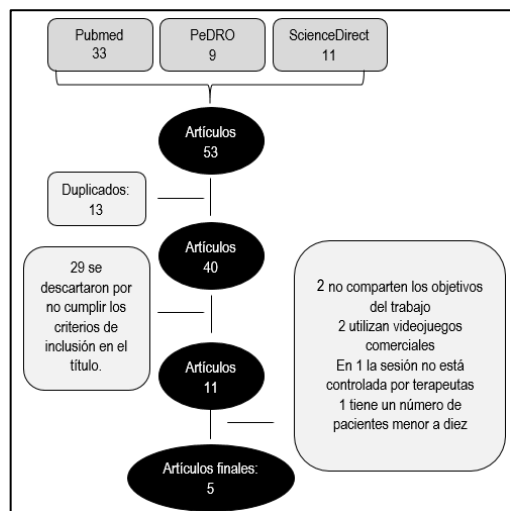 Pubmed
33
PeDRO
9
ScienceDirect
11
Artículos
53
Duplicados:
13
Artículos
40
29 se
descartaron por
no cumplir los
criterios de
inclusión en el
título.
Artículos
11
2 no comparten los objetivos
del trabajo
2 utilizan videojuegos
comerciales
En 1 la sesión no está
controlada por terapeutas
1 tiene un número de
pacientes menor a diez
Artículos finales:
5